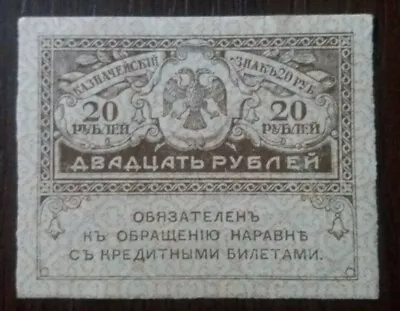 КАЗНАЧЕЙСКІЙ ЗНАКЪ 20 РУБ.
20 20
РУБЛЕЙ РУБЛЕЙ
ДВАДЦАТЬ РУБЛЕЙ
ОБЯЗАТЕЛЕНЪ
КЪ ОБРАЩЕНІЮ НАРАВНѢ
СЪ КРЕДИТНЫМИ БИЛЕТАМИ.